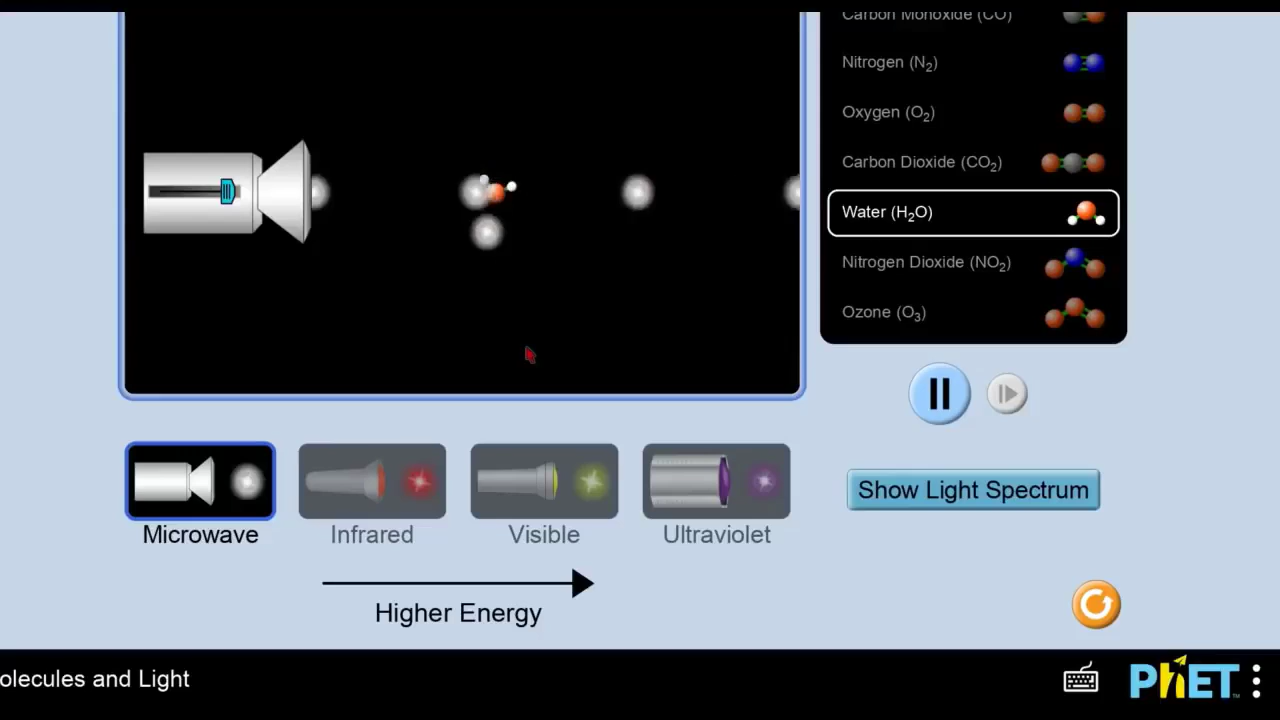 Carbon Monoxide (CO)
Nitrogen (N₂)
Oxygen (O₂)
Carbon Dioxide (CO₂)
Water (H₂O)
Nitrogen Dioxide (NO₂)
Ozone (O₃)
Show Light Spectrum
Microwave
Infrared
Visible
Ultraviolet
Higher Energy
olecules and Light
PhET